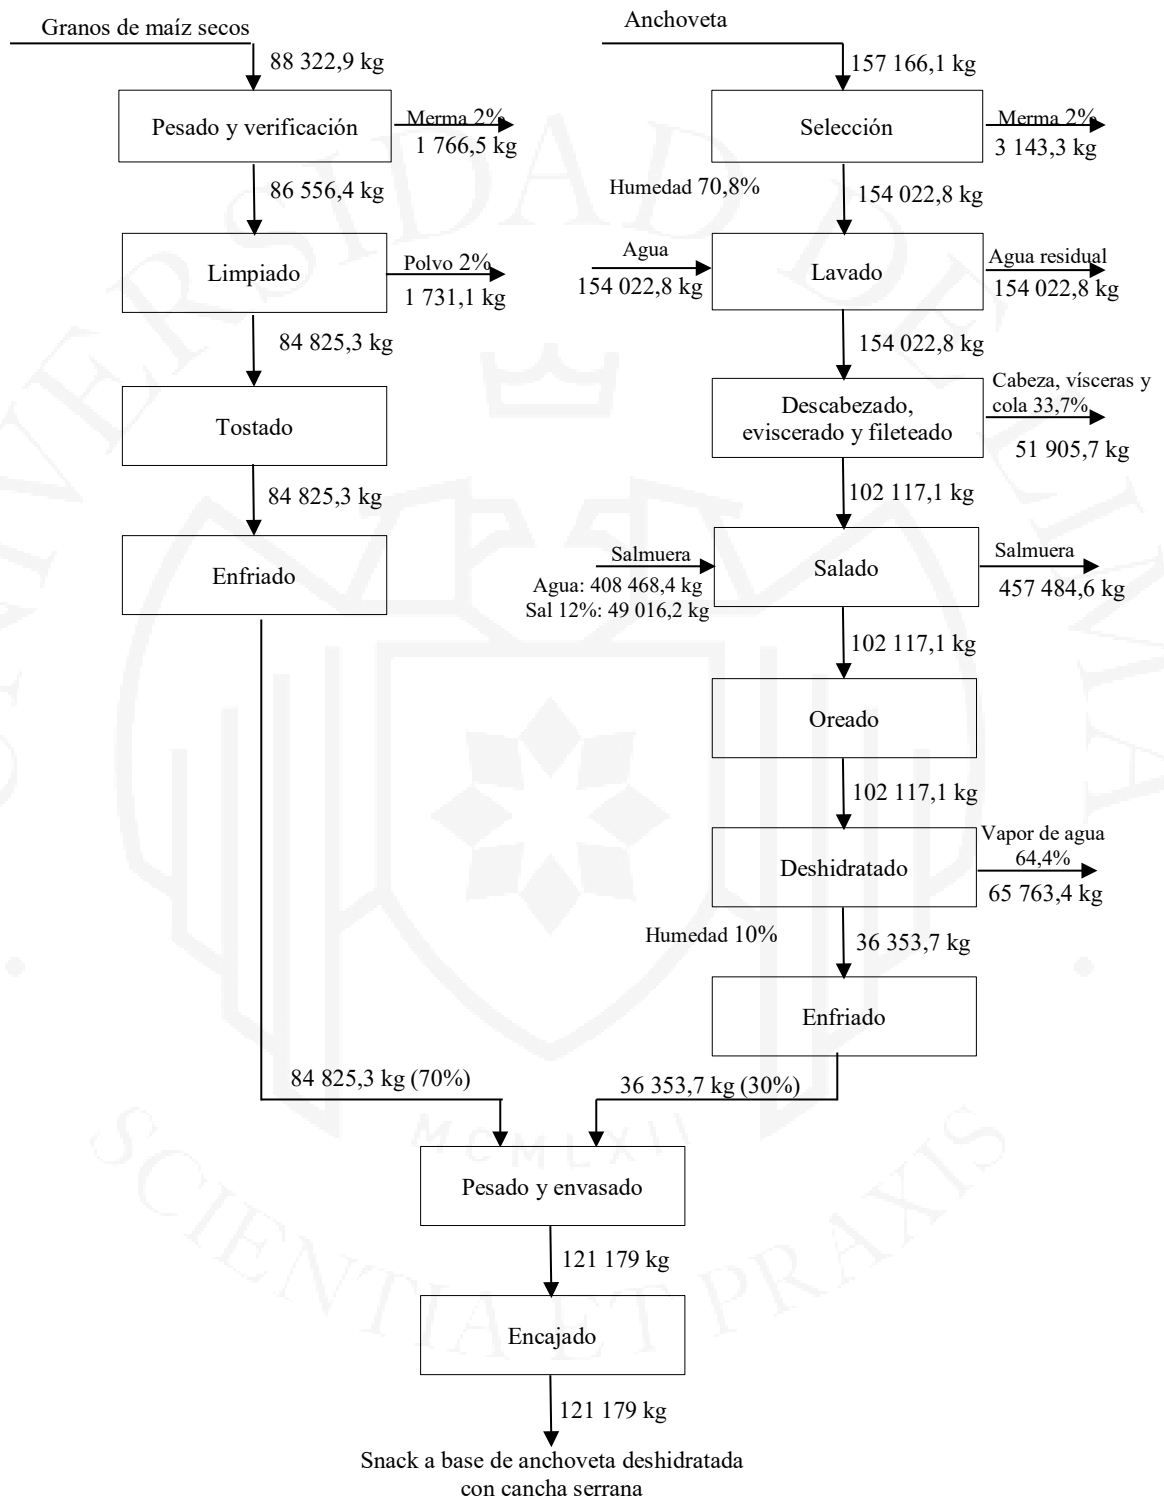 Granos de maíz secos
88 322,9 kg
Pesado y verificación
Merma 2%
1 766,5 kg
86 556,4 kg
Limpiado
Polvo 2%
1 731,1 kg
84 825,3 kg
Tostado
84 825,3 kg
Enfriado
84 825,3 kg (70%)
Anchoveta
157 166,1 kg
Selección
Merma 2%
3 143,3 kg
Humedad 70,8%
154 022,8 kg
Agua
154 022,8 kg
Lavado
Agua residual
154 022,8 kg
154 022,8 kg
Descabezado,
eviscerado y fileteado
Cabeza, vísceras y
cola 33,7%
51 905,7 kg
102 117,1 kg
Salmuera
Agua: 408 468,4 kg
Sal 12%: 49 016,2 kg
Salado
Salmuera
457 484,6 kg
102 117,1 kg
Oreado
102 117,1 kg
Deshidratado
Vapor de agua
64,4%
65 763,4 kg
Humedad 10%
36 353,7 kg
Enfriado
36 353,7 kg (30%)
Pesado y envasado
121 179 kg
Encajado
121 179 kg
Snack a base de anchoveta deshidratada
con cancha serrana
UNIVERSIDAD DE LIMA
MCMLXII
SCIENTIA ET PRAXIS